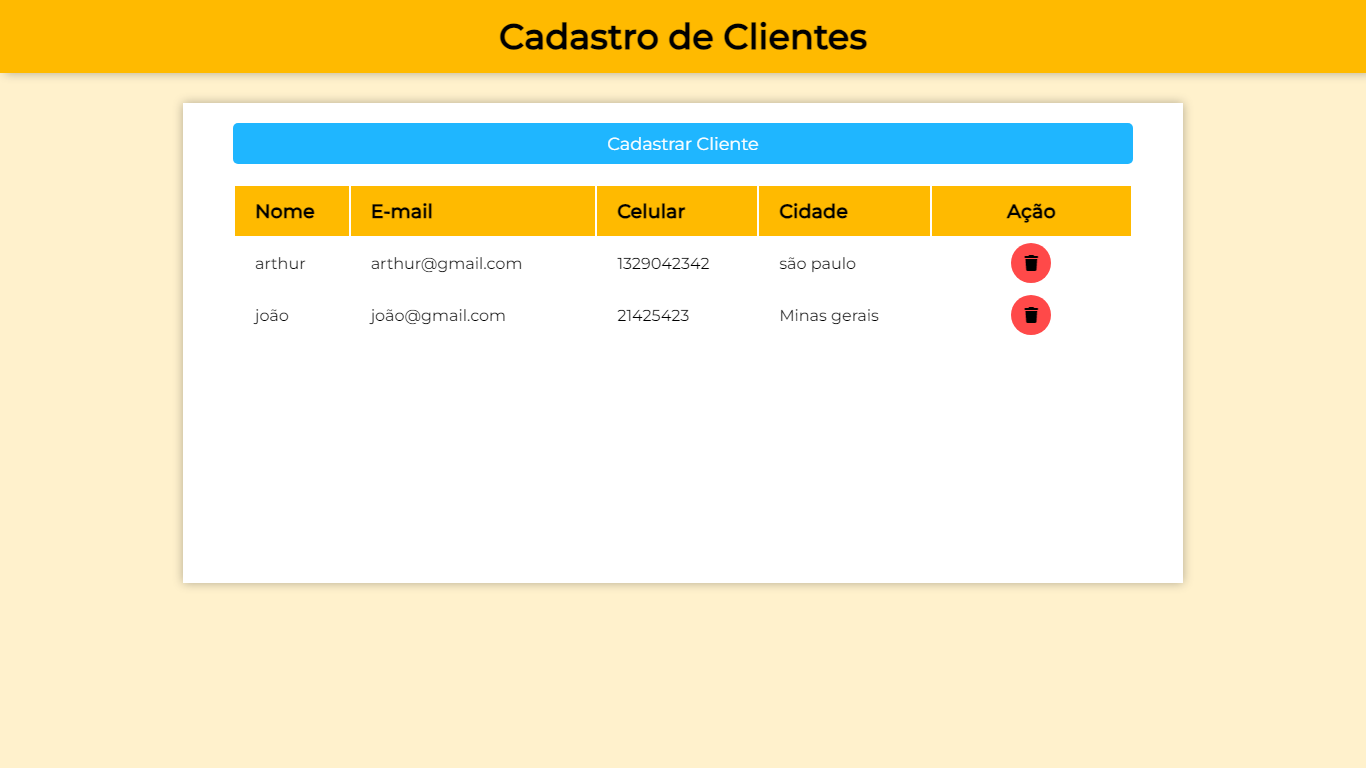 Cadastro de Clientes
Cadastrar Cliente
Nome E-mail Celular Cidade Ação
arthur arthur@gmail.com 1329042342 são paulo
joão joão@gmail.com 21425423 Minas gerais